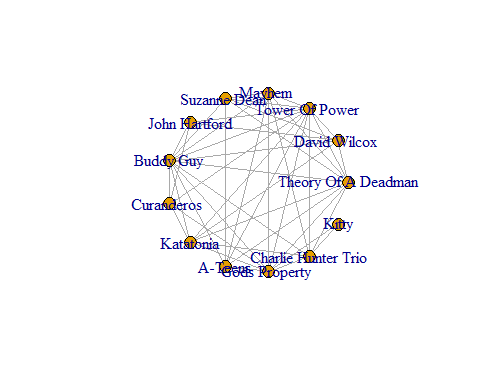 Mayhem
Suzanne Dean
Tower Of Power
John Hartford
David Wilcox
Buddy Guy
Theory Of A Deadman
Curanderos
Kitty
Katatonia
Charlie Hunter Trio
A-Teens
Gods Property